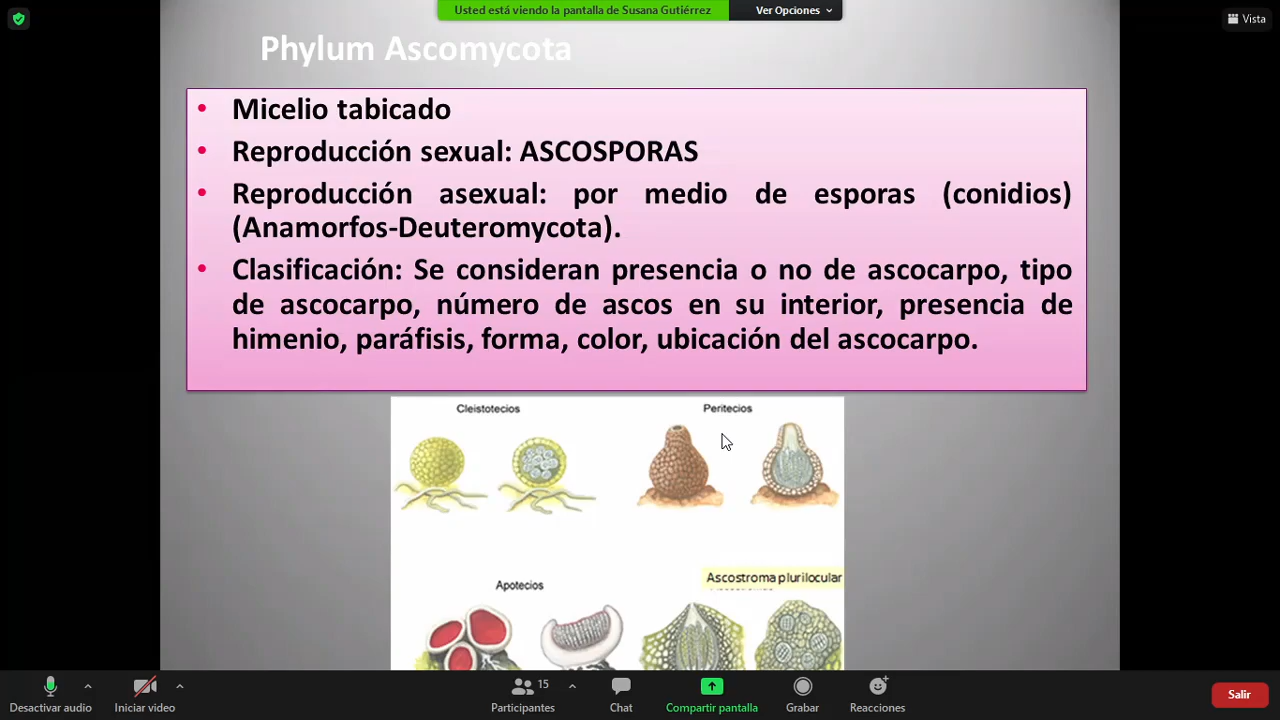 Usted está viendo la pantalla de Susana Gutiérrez
Ver Opciones
Vista
Phylum Ascomycota
• Micelio tabicado
• Reproducción sexual: ASCOSPORAS
• Reproducción asexual: por medio de esporas (conidios)
(Anamorfos-Deuteromycota).
• Clasificación: Se consideran presencia o no de ascocarpo, tipo
de ascocarpo, número de ascos en su interior, presencia de
himenio, paráfisis, forma, color, ubicación del ascocarpo.
Cleistotecios
Peritecios
Apotecios
Ascostroma plurilocular
Desactivar audio
Iniciar video
15
Participantes
Chat
Compartir pantalla
Grabar
Reacciones
Salir